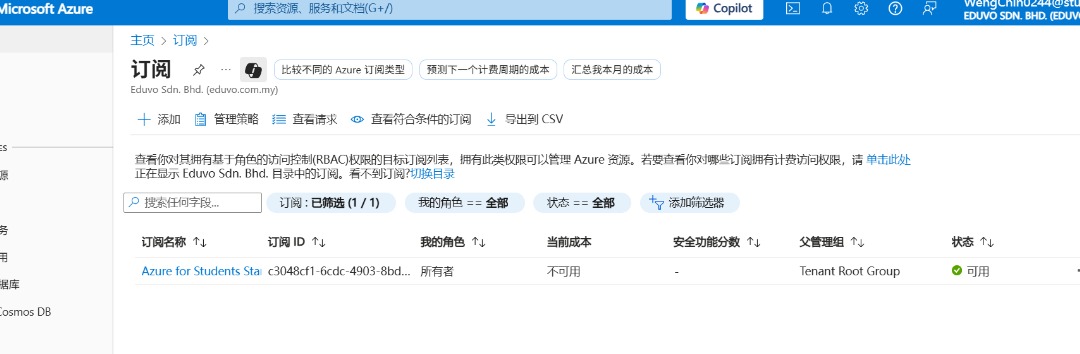 Microsoft Azure
搜索资源、服务和文档(G+/)
Copilot
WengChin0244@stu
EDUVO SDN. BHD. (EDUVO.COM
主页 > 订阅 >
订阅
...
比较不同的 Azure 订阅类型
预测下一个计费周期的成本
汇总我本月的成本
Eduvo Sdn. Bhd. (eduvo.com.my)
添加 管理策略 查看请求 查看符合条件的订阅 导出到 CSV
查看你对其拥有基于角色的访问控制(RBAC)权限的目标订阅列表，拥有此类权限可以管理 Azure 资源。若要查看你对哪些订阅拥有计费访问权限，请 单击此处
正在显示 Eduvo Sdn. Bhd. 目录中的订阅。看不到订阅?切换目录
搜索任何字段...
订阅 : 已筛选 (1 / 1)
我的角色 == 全部
状态 == 全部
添加筛选器
订阅名称 订阅 ID 我的角色 当前成本 安全功能分数 父管理组 状态
Azure for Students Sta c3048cf1-6cdc-4903-8bd... 所有者 不可用 - Tenant Root Group 可用
es
源
务
用
据库
Cosmos DB